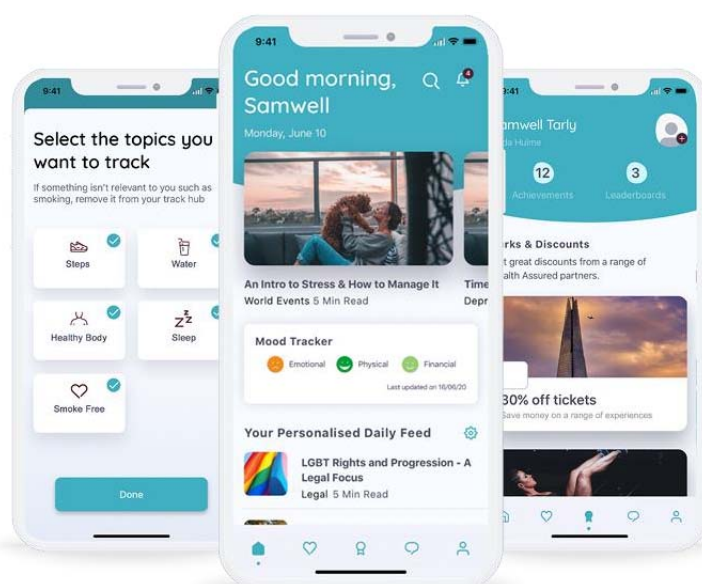 9:41
Select the topics you
want to track
If something isn't relevant to you such as
smoking, remove it from your track hub
Steps
Water
Healthy Body
Sleep
Smoke Free
Done
9:41
4
Good morning,
Samwell
Monday, June 10
An Intro to Stress & How to Manage It
World Events 5 Min Read
Time
Depr
Mood Tracker
Emotional
Physical
Financial
Last updated on 16/06/20
Your Personalised Daily Feed
LGBT Rights and Progression - A
Legal Focus
Legal 5 Min Read
9:41
amwell Tarly
da Hulme
12
Achievements
3
Leaderboards
rks & Discounts
t great discounts from a range of
alth Assured partners.
30% off tickets
Save money on a range of experiences